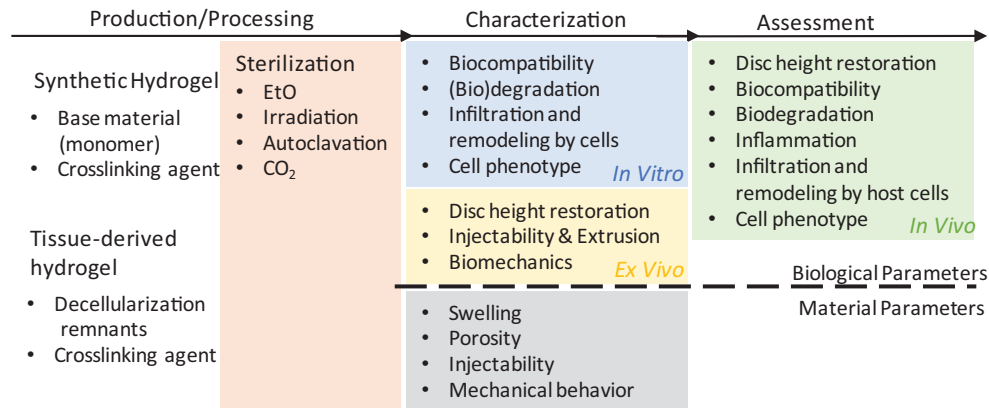 Production/Processing
Characterization
Assessment
Synthetic Hydrogel
• Base material
(monomer)
• Crosslinking agent
Tissue-derived
hydrogel
• Decellularization
remnants
• Crosslinking agent
Sterilization
• EtO
• Irradiation
• Autoclavation
• CO₂
• Biocompatibility
• (Bio)degradation
• Infiltration and
remodeling by cells
• Cell phenotype
In Vitro
• Disc height restoration
• Injectability & Extrusion
• Biomechanics
Ex Vivo
• Swelling
• Porosity
• Injectability
• Mechanical behavior
• Disc height restoration
• Biocompatibility
• Biodegradation
• Inflammation
• Infiltration and
remodeling by host cells
• Cell phenotype
In Vivo
Biological Parameters
Material Parameters